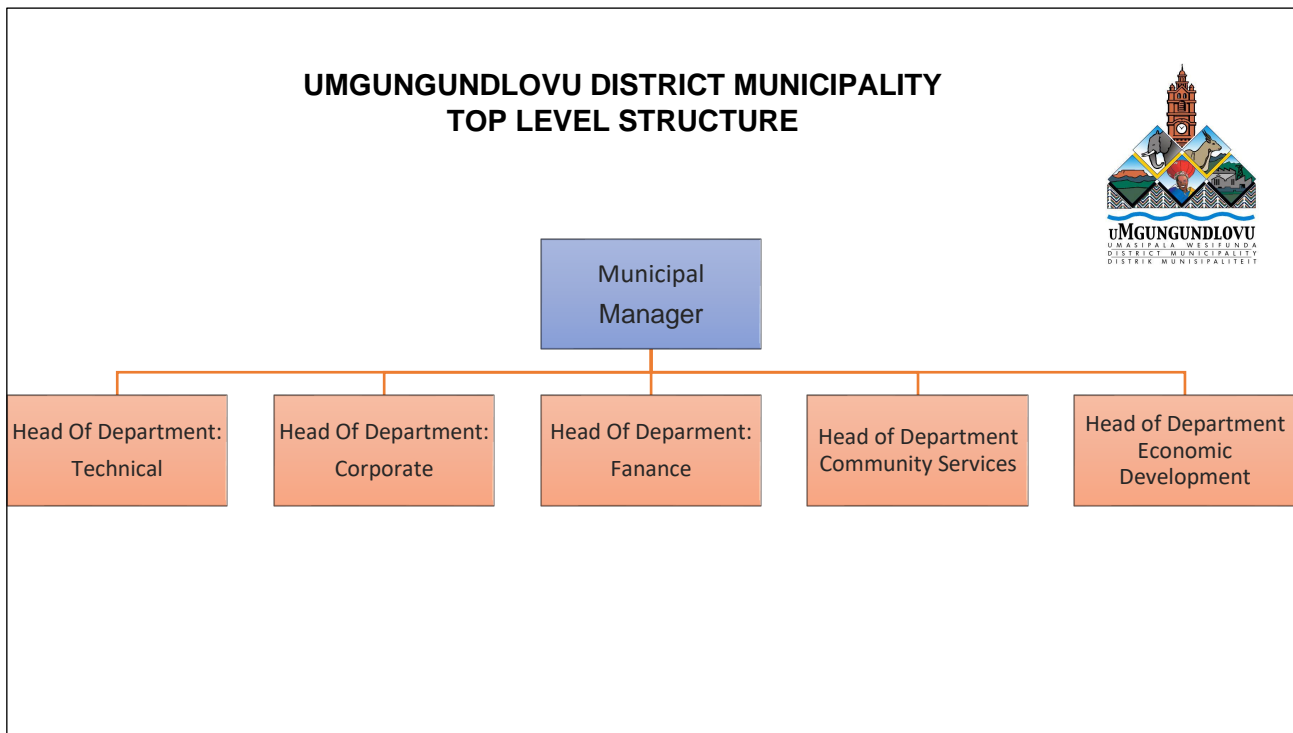 UMGUNGUNDLOVU DISTRICT MUNICIPALITY
TOP LEVEL STRUCTURE
uMGUNGUNDLOVU
UMASIPALA WESIFUNDA
DISTRICT MUNICIPALITY
DISTRIK MUNISIPALITEIT
Municipal
Manager
Head Of Department:
Technical
Head Of Department:
Corporate
Head Of Deparment:
Fanance
Head of Department
Community Services
Head of Department
Economic
Development